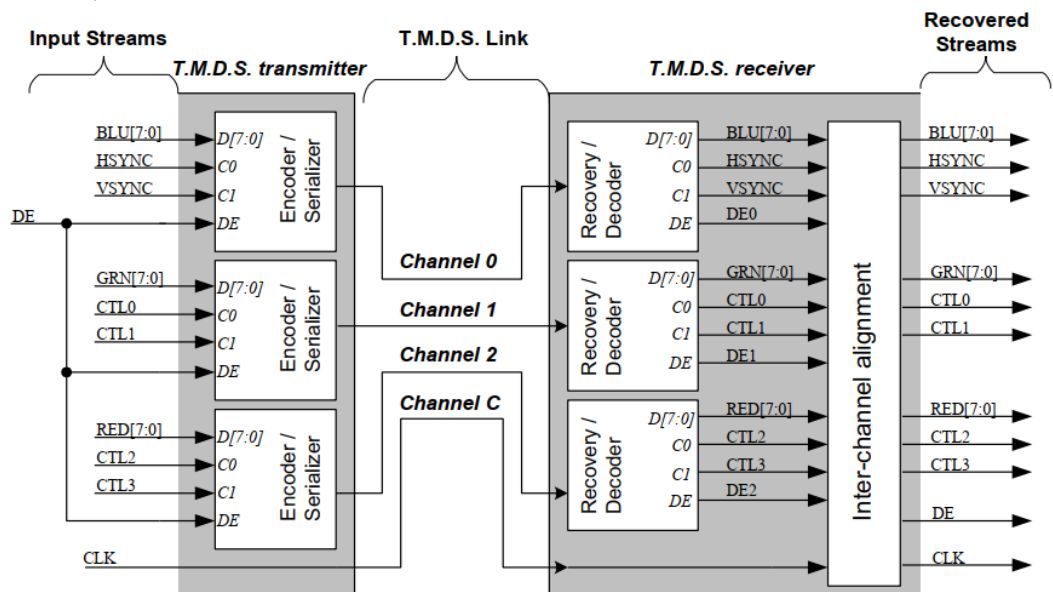 Input Streams
T.M.D.S. Link
Recovered
Streams
T.M.D.S. transmitter
T.M.D.S. receiver
BLU[7:0]
HSYNC
VSYNC
DE
D[7:0]
C0
C1
DE
Encoder /
Serializer
GRN[7:0]
CTL0
CTL1
D[7:0]
C0
C1
DE
Encoder /
Serializer
RED[7:0]
CTL2
CTL3
D[7:0]
C0
C1
DE
Encoder /
Serializer
CLK
Channel 0
Channel 1
Channel 2
Channel C
Recovery /
Decoder
D[7:0]
C0
C1
DE
BLU[7:0]
HSYNC
VSYNC
DE0
Recovery /
Decoder
D[7:0]
C0
C1
DE
GRN[7:0]
CTL0
CTL1
DE1
Recovery /
Decoder
D[7:0]
C0
C1
DE
RED[7:0]
CTL2
CTL3
DE2
Inter-channel alignment
BLU[7:0]
HSYNC
VSYNC
GRN[7:0]
CTL0
CTL1
RED[7:0]
CTL2
CTL3
DE
CLK